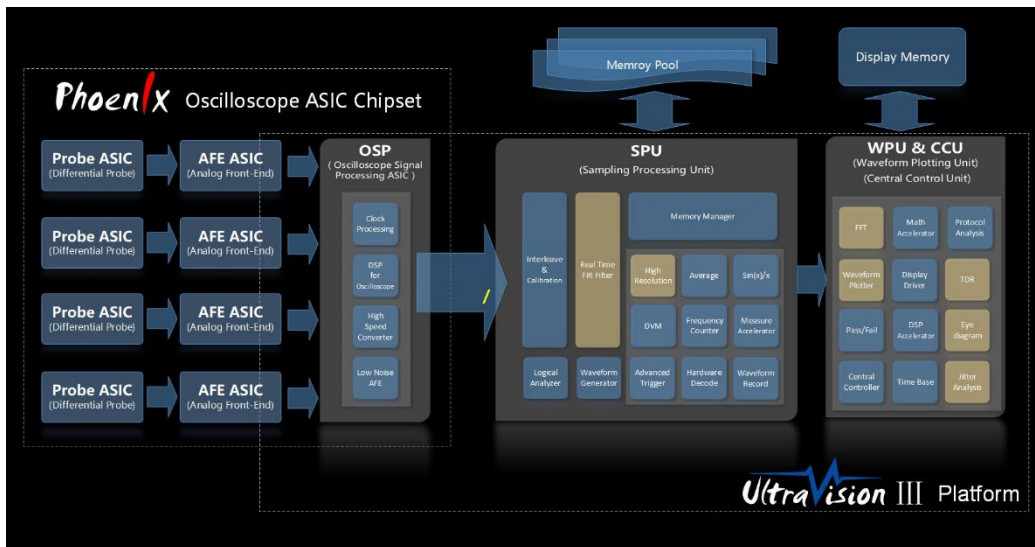 Memroy Pool
Display Memory
Phoenix Oscilloscope ASIC Chipset
Probe ASIC
(Differential Probe)
AFE ASIC
(Analog Front-End)
Probe ASIC
(Differential Probe)
AFE ASIC
(Analog Front-End)
Probe ASIC
(Differential Probe)
AFE ASIC
(Analog Front-End)
Probe ASIC
(Differential Probe)
AFE ASIC
(Analog Front-End)
OSP
( Oscilloscope Signal
Processing ASIC )
Clock
Processing
DSP
for
Oscilloscope
High
Speed
Converter
Low Noise
AFE
/
SPU
(Sampling Processing Unit)
Interleave
&
Calibration
Real Time
FIR Filter
Memory Manager
High
Resolution
Average
Sin(x)/x
DVM
Frequency
Counter
Measure
Accelerator
Logical
Analyzer
Waveform
Generator
Advanced
Trigger
Hardware
Decode
Waveform
Record
WPU & CCU
(Waveform Plotting Unit)
(Central Control Unit)
FFT
Math
Accelerator
Protocol
Analysis
Waveform
Plotter
Display
Driver
TDR
Pass/Fail
DSP
Accelerator
Eye
diagram
Central
Controller
Time Base
Jitter
Analysis
UltraVision III Platform